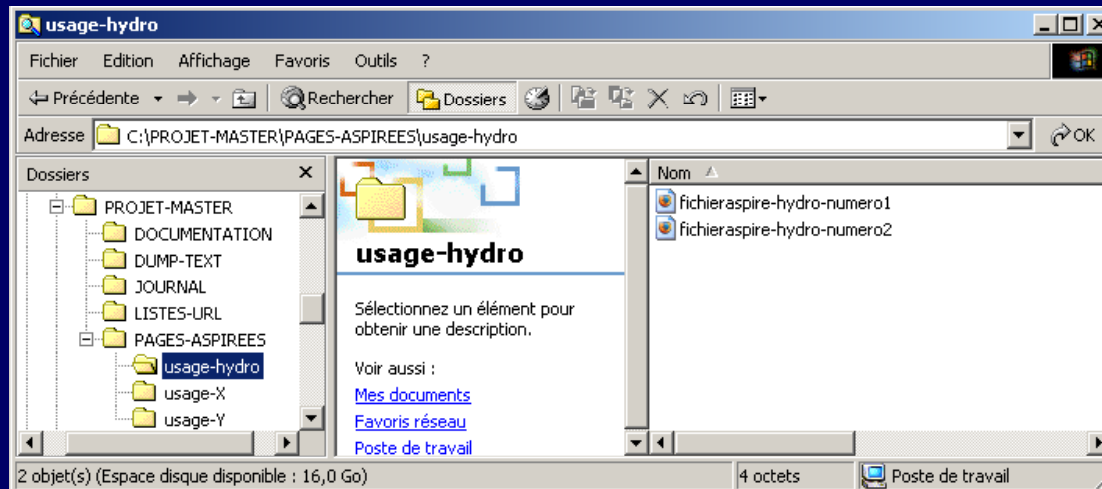 usage-hydro
Fichier Edition Affichage Favoris Outils ?
Précédente Rechercher Dossiers
Adresse C:\PROJET-MASTER\PAGES-ASPIREES\usage-hydro OK
Dossiers
PROJET-MASTER
DOCUMENTATION
DUMP-TEXT
JOURNAL
LISTES-URL
PAGES-ASPIREES
usage-hydro
usage-X
usage-Y
usage-hydro
Sélectionnez un élément pour
obtenir une description.
Voir aussi :
Mes documents
Favoris réseau
Poste de travail
Nom
fichieraspire-hydro-numero1
fichieraspire-hydro-numero2
2 objet(s) (Espace disque disponible : 16,0 Go) 4 octets Poste de travail